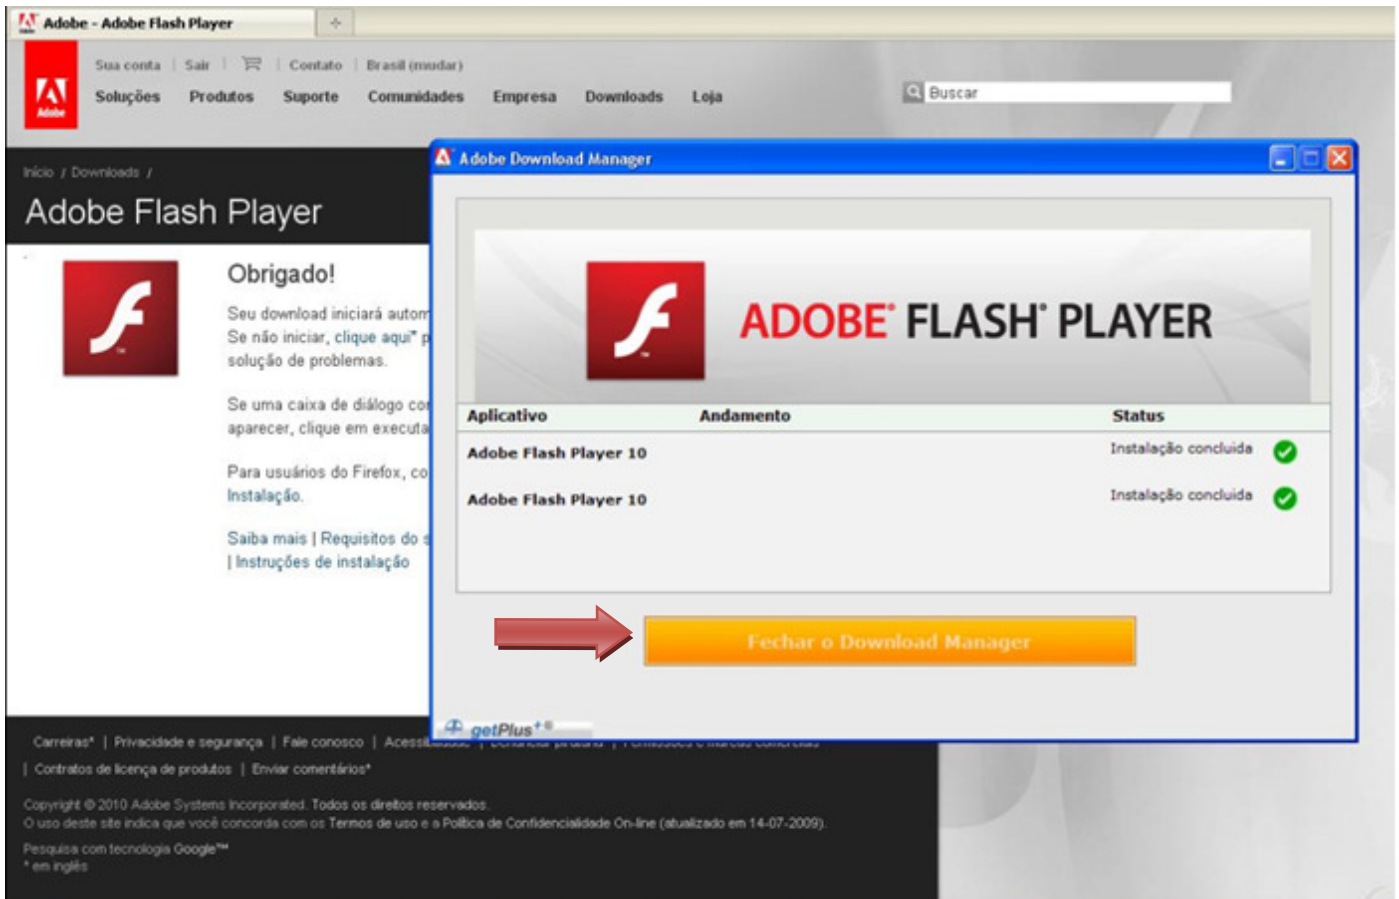 Adobe - Adobe Flash Player
Sua conta | Sair | | Contato | Brasil (mudar)
Adobe
Soluções Produtos Suporte Comunidades Empresa Downloads Loja
Buscar
Início / Downloads /
Adobe Flash Player
Obrigado!
Seu download iniciará autom
Se não iniciar, clique aqui* p
solução de problemas.
Se uma caixa de diálogo con
aparecer, clique em executa
Para usuários do Firefox, co
Instalação.
Saiba mais | Requisitos do s
| Instruções de instalação
Adobe Download Manager
ADOBE® FLASH® PLAYER
Aplicativo Andamento Status
Adobe Flash Player 10 Instalação concluida
Adobe Flash Player 10 Instalação concluida
Fechar o Download Manager
getPlus+®
Carreiras* | Privacidade e segurança | Fale conosco |
| Contratos de licença de produtos | Enviar comentários*
Copyright © 2010 Adobe Systems Incorporated. Todos os direitos reservados.
O uso deste site indica que você concorda com os Termos de uso e a Política de Confidencialidade On-line (atualizado em 14-07-2009).
Pesquisa com tecnologia Google™
* em inglês